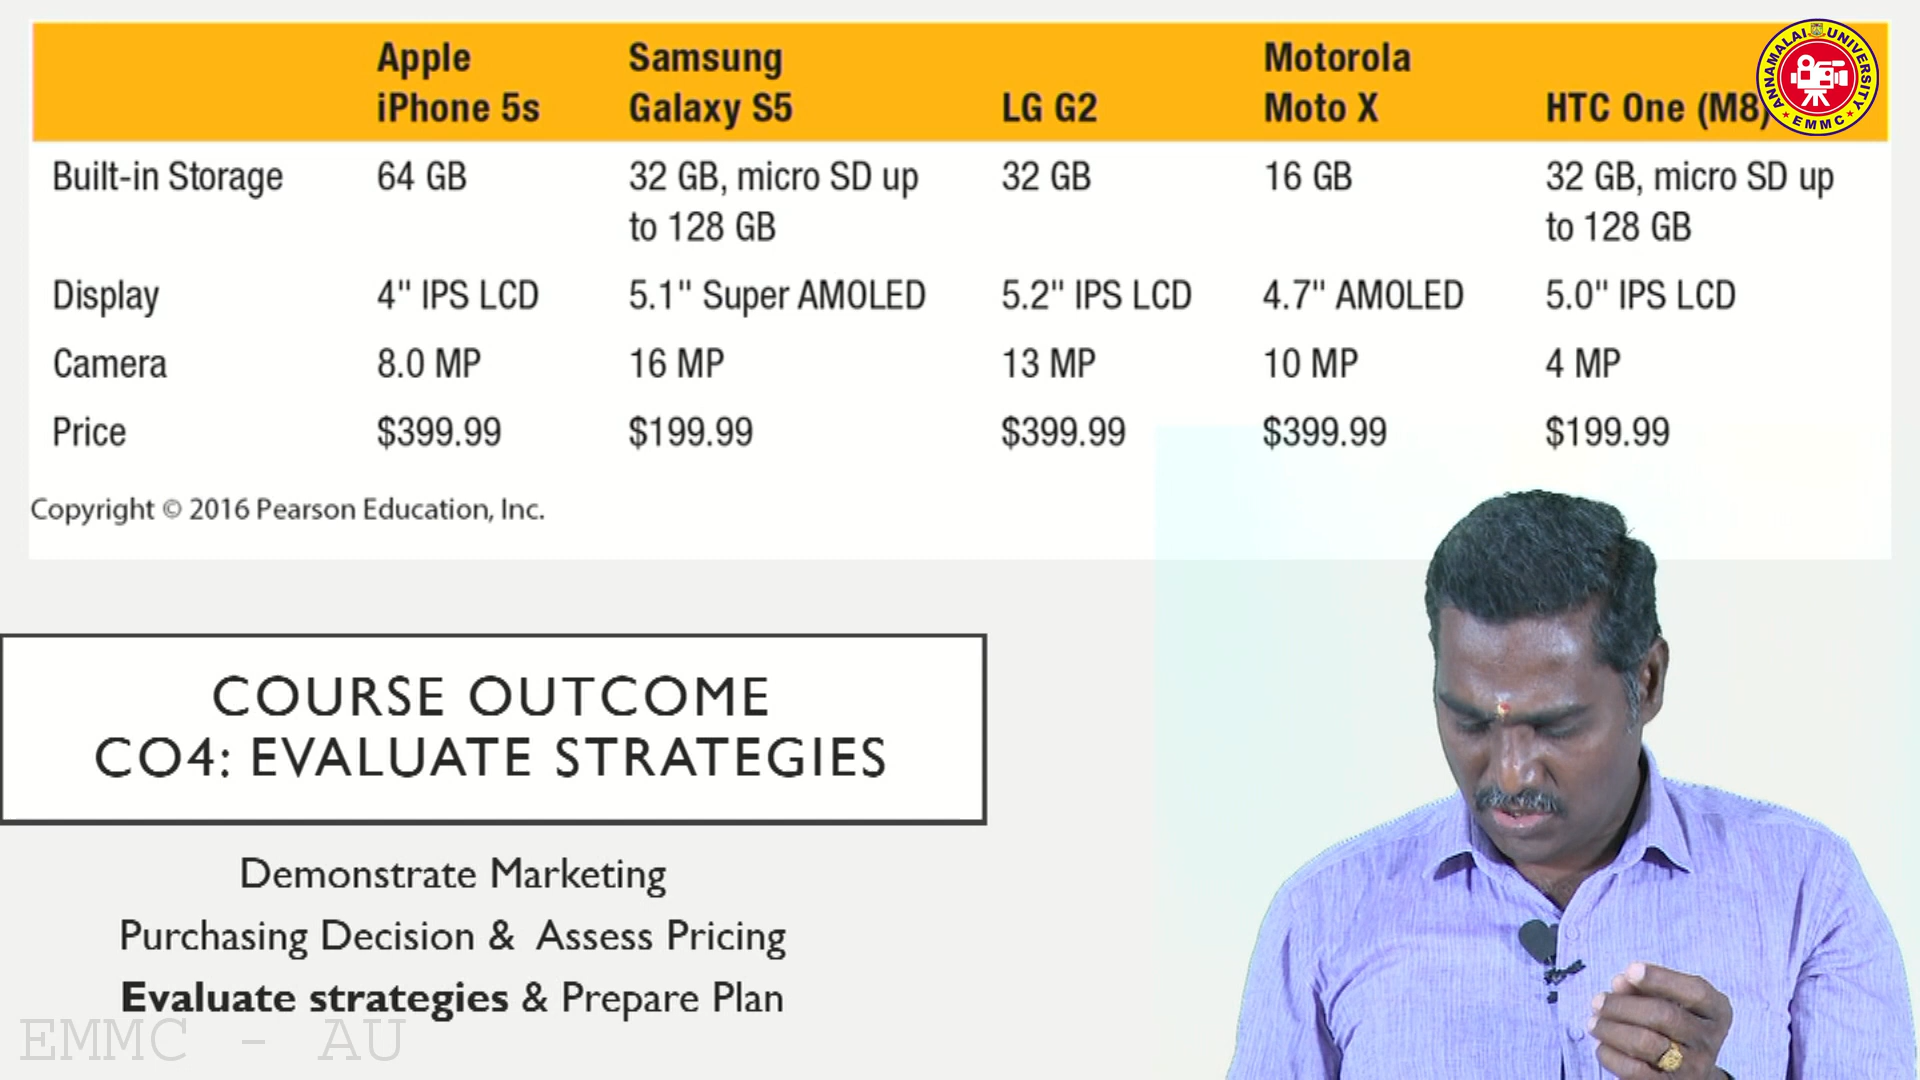 Apple Samsung Motorola
iPhone 5s Galaxy S5 LG G2 Moto X HTC One (M8)
Built-in Storage 64 GB 32 GB, micro SD up 32 GB 16 GB 32 GB, micro SD up
to 128 GB to 128 GB
Display 4" IPS LCD 5.1" Super AMOLED 5.2" IPS LCD 4.7" AMOLED 5.0" IPS LCD
Camera 8.0 MP 16 MP 13 MP 10 MP 4 MP
Price $399.99 $199.99 $399.99 $399.99 $199.99
Copyright © 2016 Pearson Education, Inc.
ANNAMALAI UNIVERSITY
EMMC
COURSE OUTCOME
CO4: EVALUATE STRATEGIES
Demonstrate Marketing
Purchasing Decision & Assess Pricing
Evaluate strategies & Prepare Plan
EMMC - AU